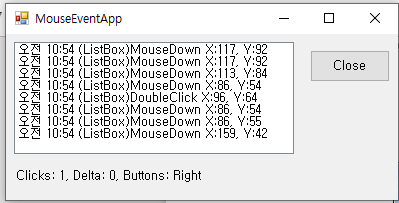 MouseEventApp
오전 10:54 (ListBox)MouseDown X:117, Y:92
오전 10:54 (ListBox)MouseDown X:117, Y:92
오전 10:54 (ListBox)MouseDown X:113, Y:84
오전 10:54 (ListBox)MouseDown X:86, Y:54
오전 10:54 (ListBox)DoubleClick X:96, Y:64
오전 10:54 (ListBox)MouseDown X:86, Y:54
오전 10:54 (ListBox)MouseDown X:86, Y:55
오전 10:54 (ListBox)MouseDown X:159, Y:42
Close
Clicks: 1, Delta: 0, Buttons: Right